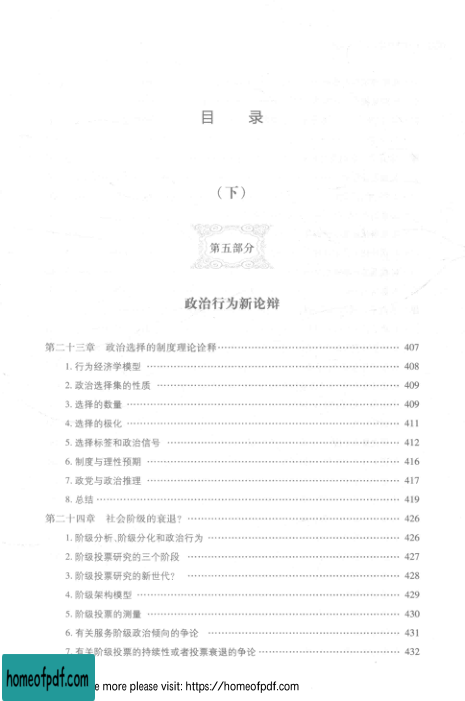 目 录
（下）
第五部分
政治行为新论辩
第二十三章 政治选择的制度理论诠释 407
1. 行为经济学模型 408
2. 政治选择集的性质 409
3. 选择的数量 409
4. 选择的极化 411
5. 选择标签和政治信号 412
6. 制度与理性预期 416
7. 政党与政治推理 417
8. 总结 419
第二十四章 社会阶级的衰退？ 426
1. 阶级分析、阶级分化和政治行为 426
2. 阶级投票研究的三个阶段 427
3. 阶级投票研究的新世代？ 428
4. 阶级架构模型 429
5. 阶级投票的测量 430
6. 有关服务阶级政治倾向的争论 431
7. 有关阶级投票的持续性或者投票衰退的争论 432
homeofpdf.com
e more please visit: https://homeofpdf.com